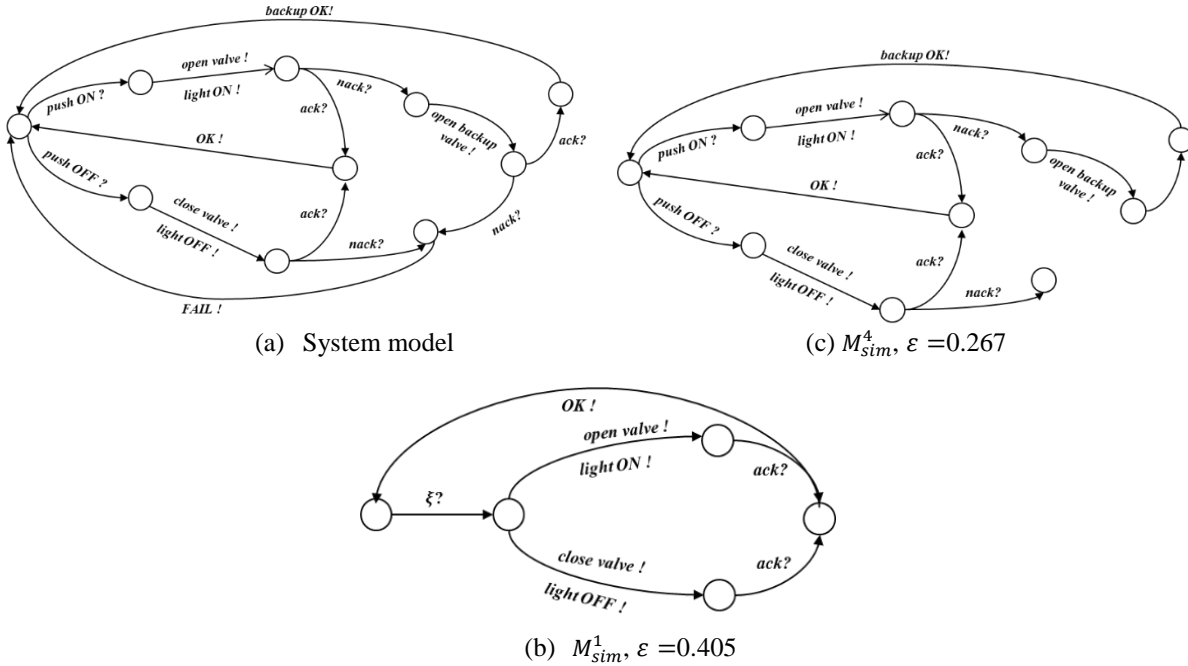 backup OK!
open valve !
light ON !
push ON ?
nack?
ack?
open backup
valve !
ack?
OK !
push OFF ?
close valve !
light OFF !
ack?
nack?
nack?
FAIL !
(a) System model
backup OK!
open valve !
light ON !
push ON ?
nack?
ack?
open backup
valve !
OK !
push OFF ?
close valve !
light OFF !
ack?
nack?
(c) M⁴sim, ε =0.267
OK !
open valve !
light ON !
ack?
ξ?
close valve !
light OFF !
ack?
(b) M¹sim, ε =0.405